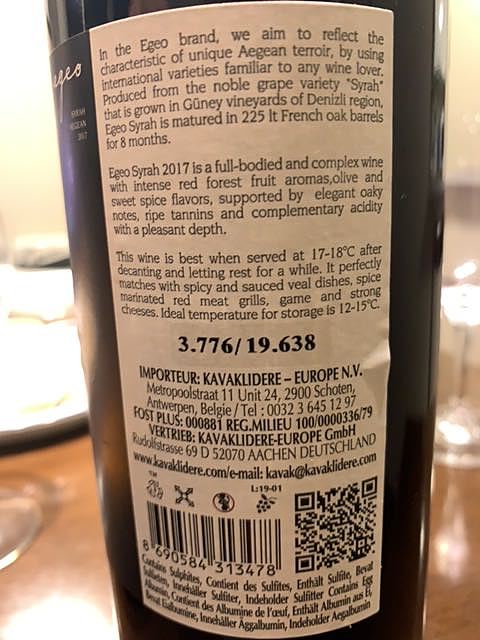 egeo
SYRAH
AEGEAN
2017
In the Egeo brand, we aim to reflect the
characteristic of unique Aegean terroir, by using
international varieties familiar to any wine lover.
Produced from the noble grape variety "Syrah"
that is grown in Güney vineyards of Denizli region,
Egeo Syrah is matured in 225 lt French oak barrels
for 8 months.
Egeo Syrah 2017 is a full-bodied and complex wine
with intense red forest fruit aromas,olive and
sweet spice flavors, supported by elegant oaky
notes, ripe tannins and complementary acidity
with a pleasant depth.
This wine is best when served at 17-18°C after
decanting and letting rest for a while. It perfectly
matches with spicy and sauced veal dishes, spice
marinated red meat grills, game and strong
cheeses. Ideal temperature for storage is 12-15°C.
3.776/ 19.638
IMPORTEUR: KAVAKLIDERE – EUROPE N.V.
Metropoolstraat 11 Unit 24, 2900 Schoten,
Antwerpen, Belgie / Tel : 0032 3 645 12 97
FOST PLUS: 000881 REG.MILIEU 100/0000336/79
VERTRIEB: KAVAKLIDERE-EUROPE GmbH
Rudolfstrasse 69 D 52070 AACHEN DEUTSCHLAND
www.kavaklidere.com/e-mail: kavak@kavaklidere.com
L:19-01
8 690584 313478
Contains Sulphites, Contient des Sulfites, Enthält Sulfite, Bevat
Sulfieten, Innehåller Sulfiter, Indeholder Sulfitter Contains Egg
Albumin, Contient des Albumine de l'œuf, Enthält Albumin aus Ei,
Bevat Eialbumine, Innehåller Äggalbumin, Indeholder Aegalbumin